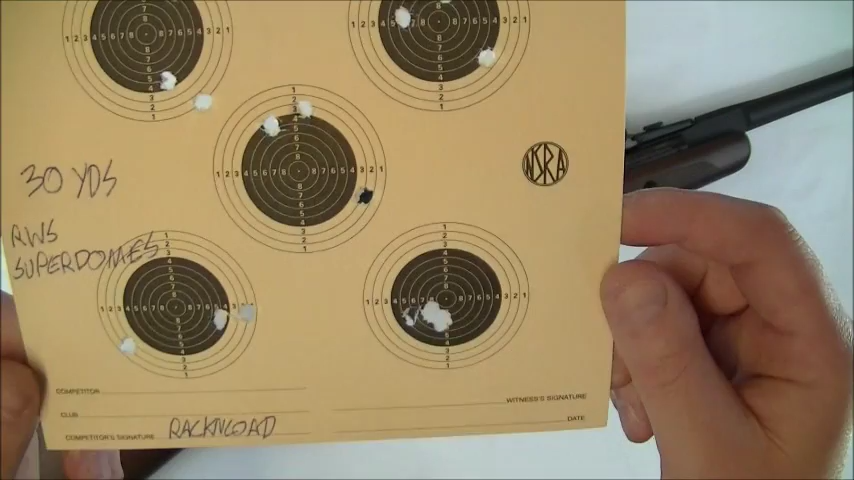 30 YDS
NSRA
RWS
SUPERDOMES
COMPETITOR
WITNESS'S SIGNATURE
CLUB
DATE
COMPETITOR'S SIGNATURE RACKNLOAD